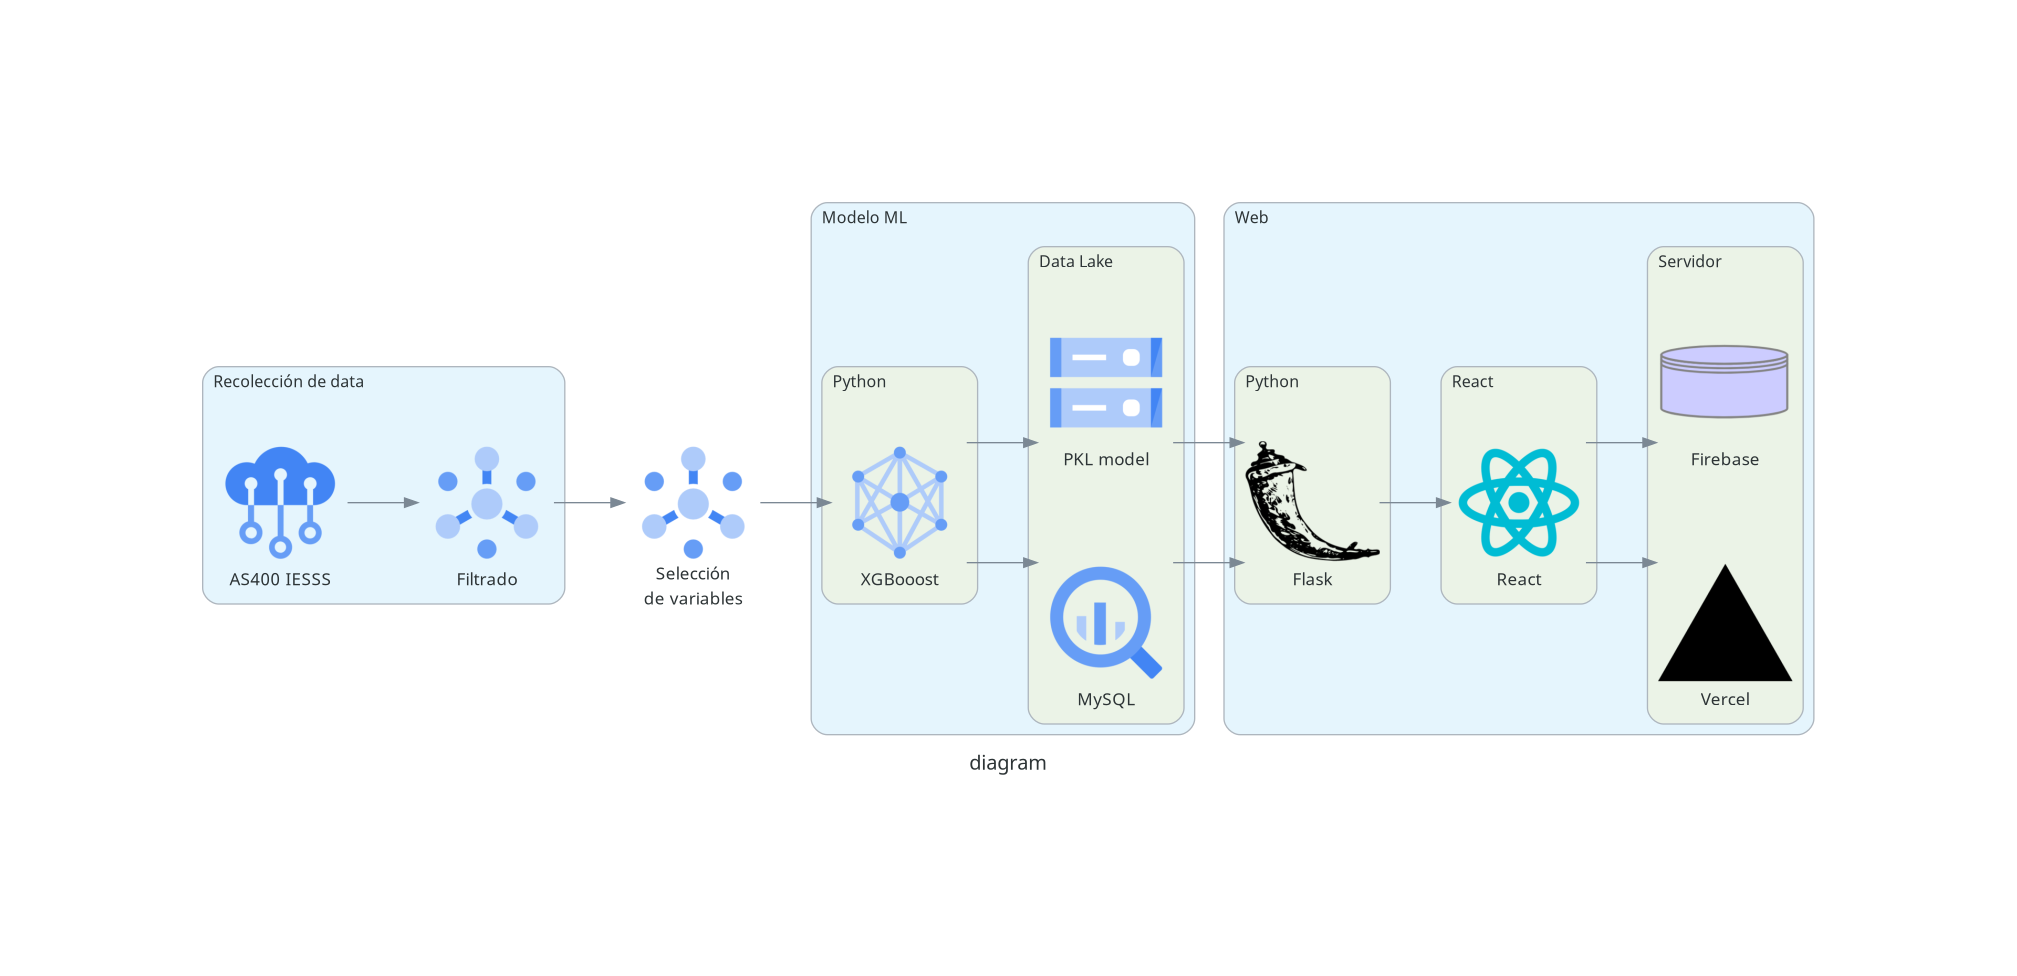 Recolección de data
AS400 IESSS
Filtrado
Selección
de variables
Modelo ML
Python
XGBooost
Data Lake
PKL model
MySQL
Web
Python
Flask
React
React
Servidor
Firebase
Vercel
diagram